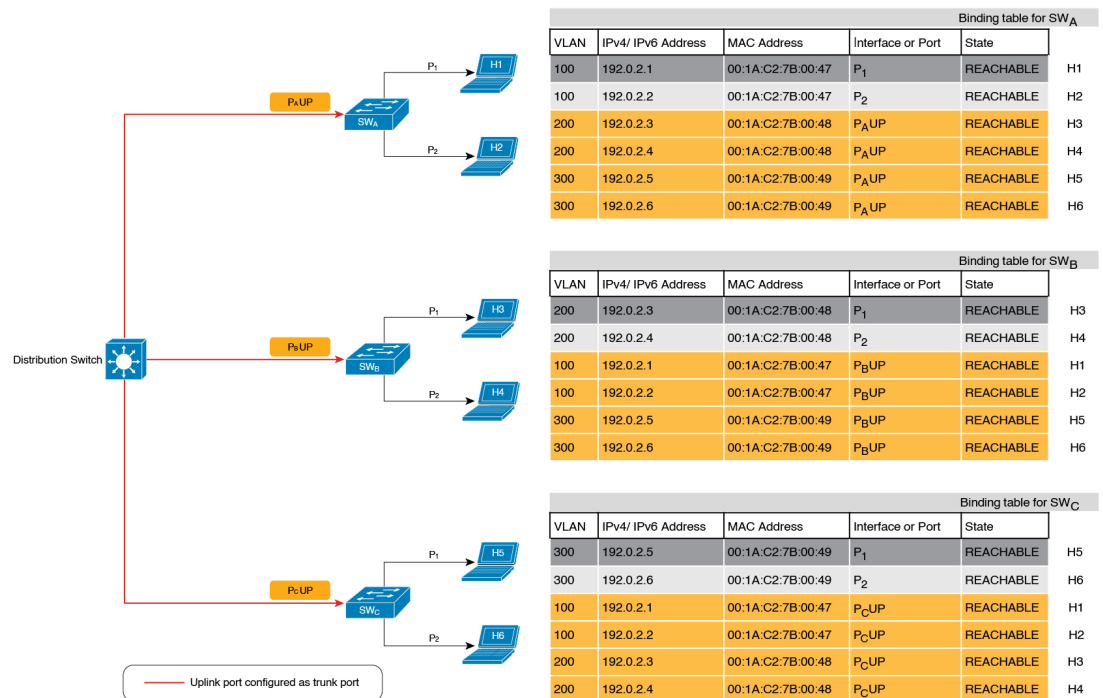 Binding table for SWA
VLAN IPv4/ IPv6 Address MAC Address Interface or Port State
100 192.0.2.1 00:1A:C2:7B:00:47 P1 REACHABLE H1
100 192.0.2.2 00:1A:C2:7B:00:47 P2 REACHABLE H2
200 192.0.2.3 00:1A:C2:7B:00:48 PAUP REACHABLE H3
200 192.0.2.4 00:1A:C2:7B:00:48 PAUP REACHABLE H4
300 192.0.2.5 00:1A:C2:7B:00:49 PAUP REACHABLE H5
300 192.0.2.6 00:1A:C2:7B:00:49 PAUP REACHABLE H6
P1
H1
PAUP
SWA
P2
H2
Binding table for SWB
VLAN IPv4/ IPv6 Address MAC Address Interface or Port State
200 192.0.2.3 00:1A:C2:7B:00:48 P1 REACHABLE H3
200 192.0.2.4 00:1A:C2:7B:00:48 P2 REACHABLE H4
100 192.0.2.1 00:1A:C2:7B:00:47 PBUP REACHABLE H1
100 192.0.2.2 00:1A:C2:7B:00:47 PBUP REACHABLE H2
300 192.0.2.5 00:1A:C2:7B:00:49 PBUP REACHABLE H5
300 192.0.2.6 00:1A:C2:7B:00:49 PBUP REACHABLE H6
P1
H3
Distribution Switch
PBUP
SWB
P2
H4
Binding table for SWC
VLAN IPv4/ IPv6 Address MAC Address Interface or Port State
300 192.0.2.5 00:1A:C2:7B:00:49 P1 REACHABLE H5
300 192.0.2.6 00:1A:C2:7B:00:49 P2 REACHABLE H6
100 192.0.2.1 00:1A:C2:7B:00:47 PCUP REACHABLE H1
100 192.0.2.2 00:1A:C2:7B:00:47 PCUP REACHABLE H2
200 192.0.2.3 00:1A:C2:7B:00:48 PCUP REACHABLE H3
200 192.0.2.4 00:1A:C2:7B:00:48 PCUP REACHABLE H4
P1
H5
PCUP
SWC
P2
H6
Uplink port configured as trunk port